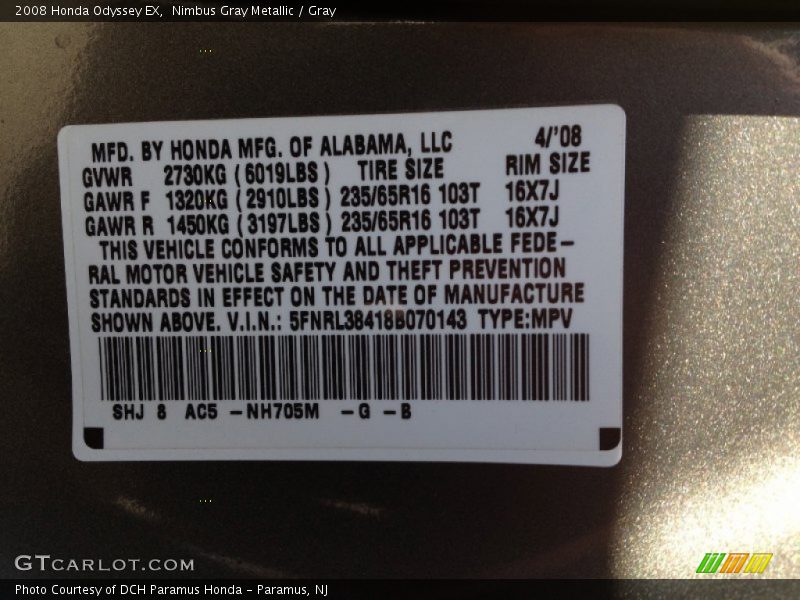 2008 Honda Odyssey EX,  Nimbus Gray Metallic / Gray
MFD. BY HONDA MFG. OF ALABAMA, LLC 4/'08
GVWR 2730KG ( 6019LBS ) TIRE SIZE RIM SIZE
GAWR F 1320KG ( 2910LBS ) 235/65R16 103T 16X7J
GAWR R 1450KG ( 3197LBS ) 235/65R16 103T 16X7J
THIS VEHICLE CONFORMS TO ALL APPLICABLE FEDE-
RAL MOTOR VEHICLE SAFETY AND THEFT PREVENTION
STANDARDS IN EFFECT ON THE DATE OF MANUFACTURE
SHOWN ABOVE. V.I.N.: 5FNRL38418B070143 TYPE:MPV
SHJ 8 AC5 -NH705M -G -B
GTCARLOT.COM
Photo Courtesy of DCH Paramus Honda - Paramus, NJ